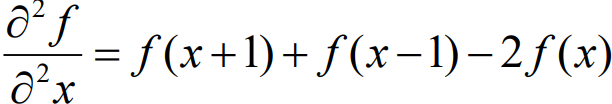 ∂²f/∂²x = f(x+1) + f(x−1) − 2f(x)